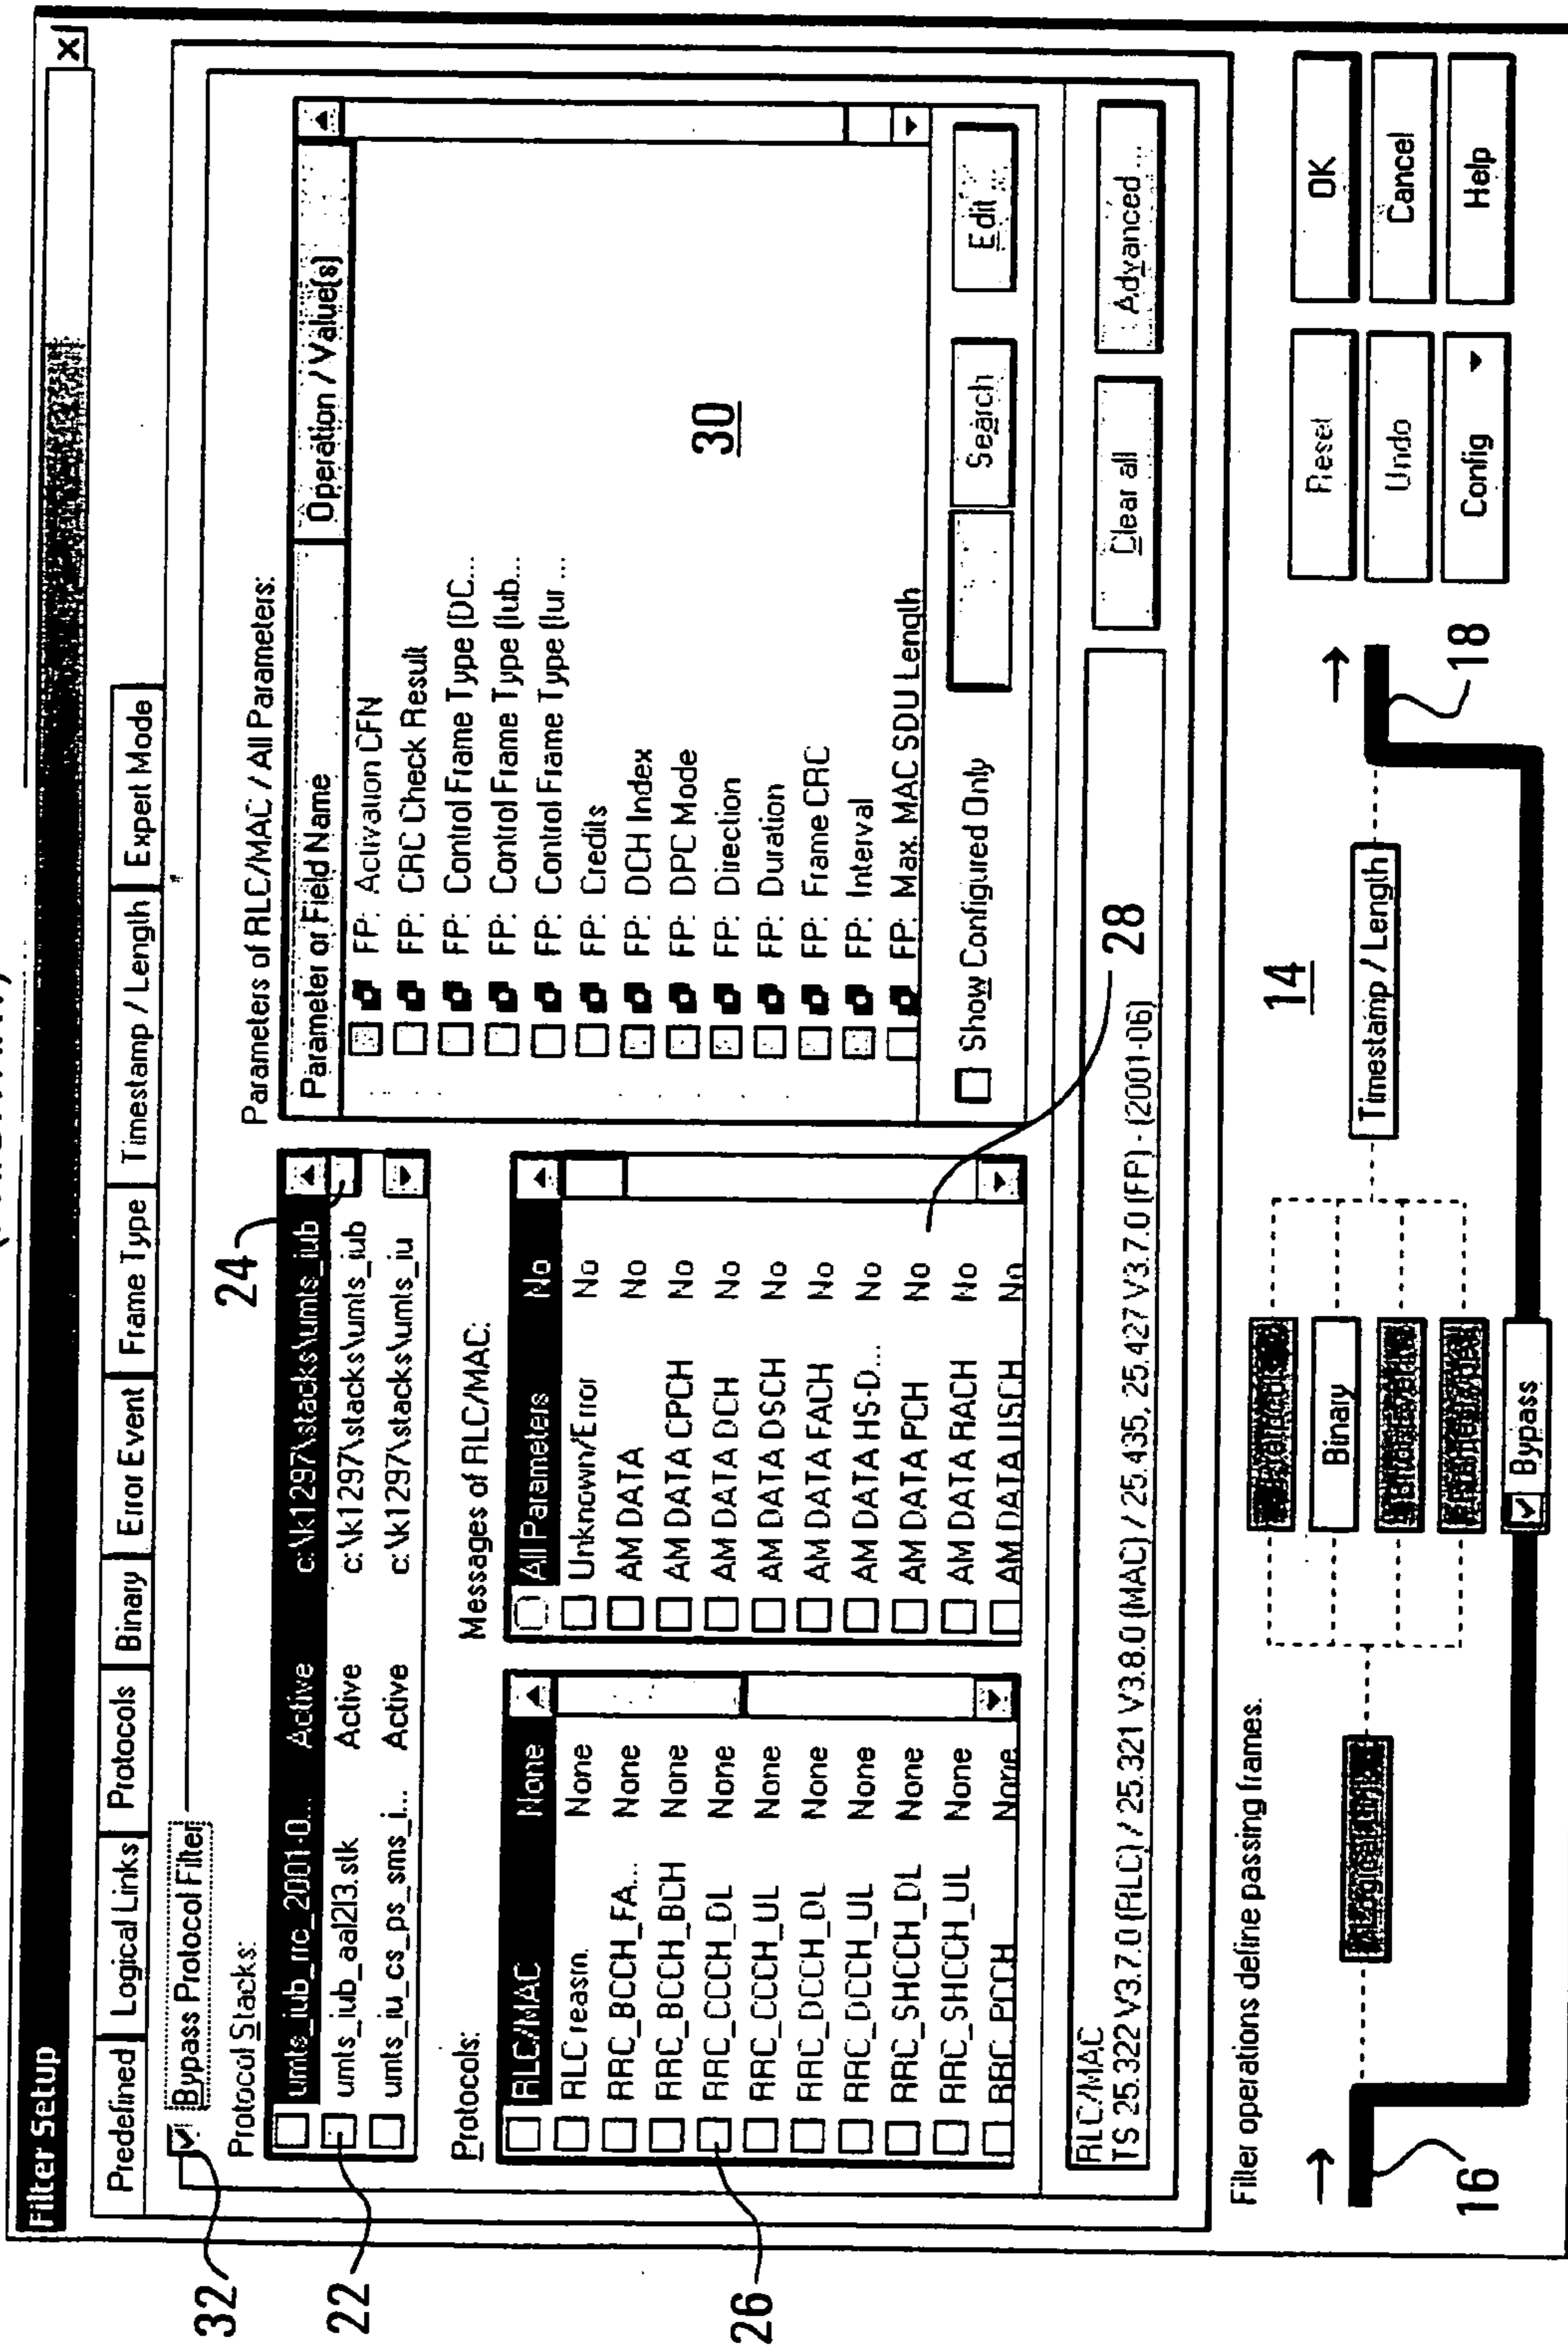 Filter Setup
X
Predefined Logical Links Protocols Binary Error Event Frame Type Timestamp / Length Expert Mode
32
Bypass Protocol Filter
Protocol Stacks:
24
22
umts_iub_rrc_2001-0... Active c:\k1297\stacks\umts_iub
umts_iub_aal2l3.stk Active c:\k1297\stacks\umts_iub
umts_iu_cs_ps_sms_i... Active c:\k1297\stacks\umts_iu
Protocols:
26
RLC/MAC None
RLC reasm. None
RRC_BCCH_FA... None
RRC_BCCH_BCH None
RRC_CCCH_DL None
RRC_CCCH_UL None
RRC_DCCH_DL None
RRC_DCCH_UL None
RRC_SHCCH_DL None
RRC_SHCCH_UL None
RRC_PCCH None
Messages of RLC/MAC:
All Parameters No
Unknown/Error No
AM DATA No
AM DATA CPCH No
AM DATA DCH No
AM DATA DSCH No
AM DATA FACH No
AM DATA HS-D... No
AM DATA PCH No
AM DATA RACH No
AM DATA USCH No
28
Parameters of RLC/MAC / All Parameters:
Parameter or Field Name Operation / Value(s)
FP: Activation CFN
FP: CRC Check Result
FP: Control Frame Type (DC...
FP: Control Frame Type (Iub...
FP: Control Frame Type (Iur ...
FP: Credits
FP: DCH Index
FP: DPC Mode
FP: Direction
FP: Duration
FP: Frame CRC
FP: Interval
FP: Max. MAC SDU Length
30
Show Configured Only
Search
Edit ...
RLC/MAC
TS 25.322 V3.7.0 (RLC) / 25.321 V3.8.0 (MAC) / 25.435, 25.427 V3.7.0 (FP) - (2001-06)
Clear all
Advanced ...
Filter operations define passing frames.
→
16
Binary
Bypass
14
Timestamp / Length
→
18
Reset
OK
Undo
Cancel
Config
Help